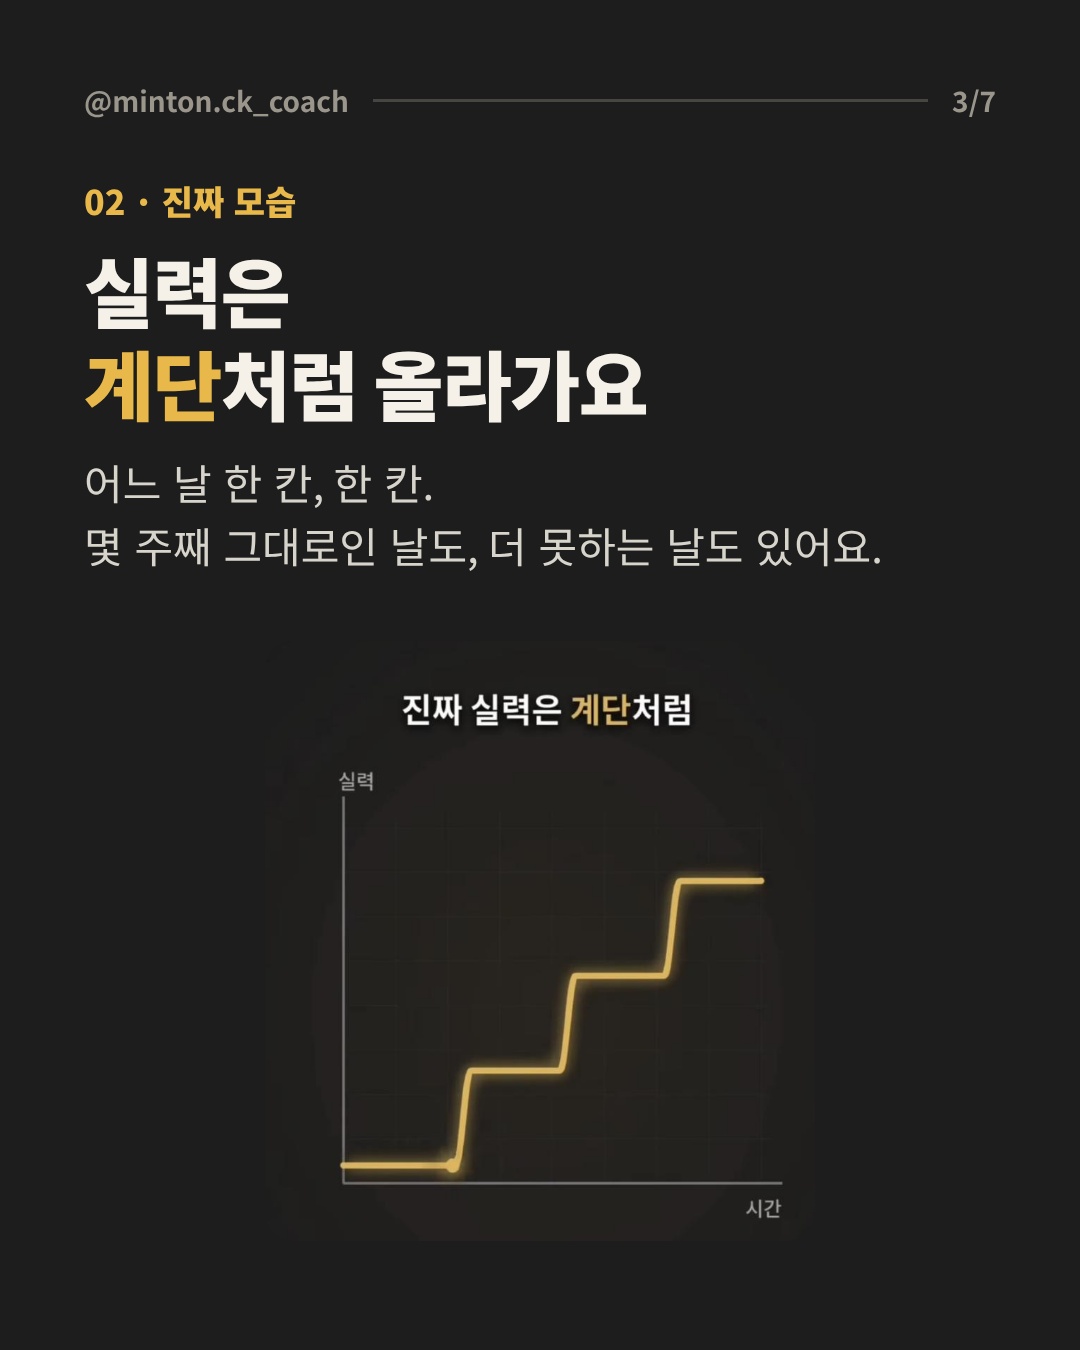 @minton.ck_coach
3/7
02 · 진짜 모습
실력은
계단처럼 올라가요
어느 날 한 칸, 한 칸.
몇 주째 그대로인 날도, 더 못하는 날도 있어요.
진짜 실력은 계단처럼
실력
시간